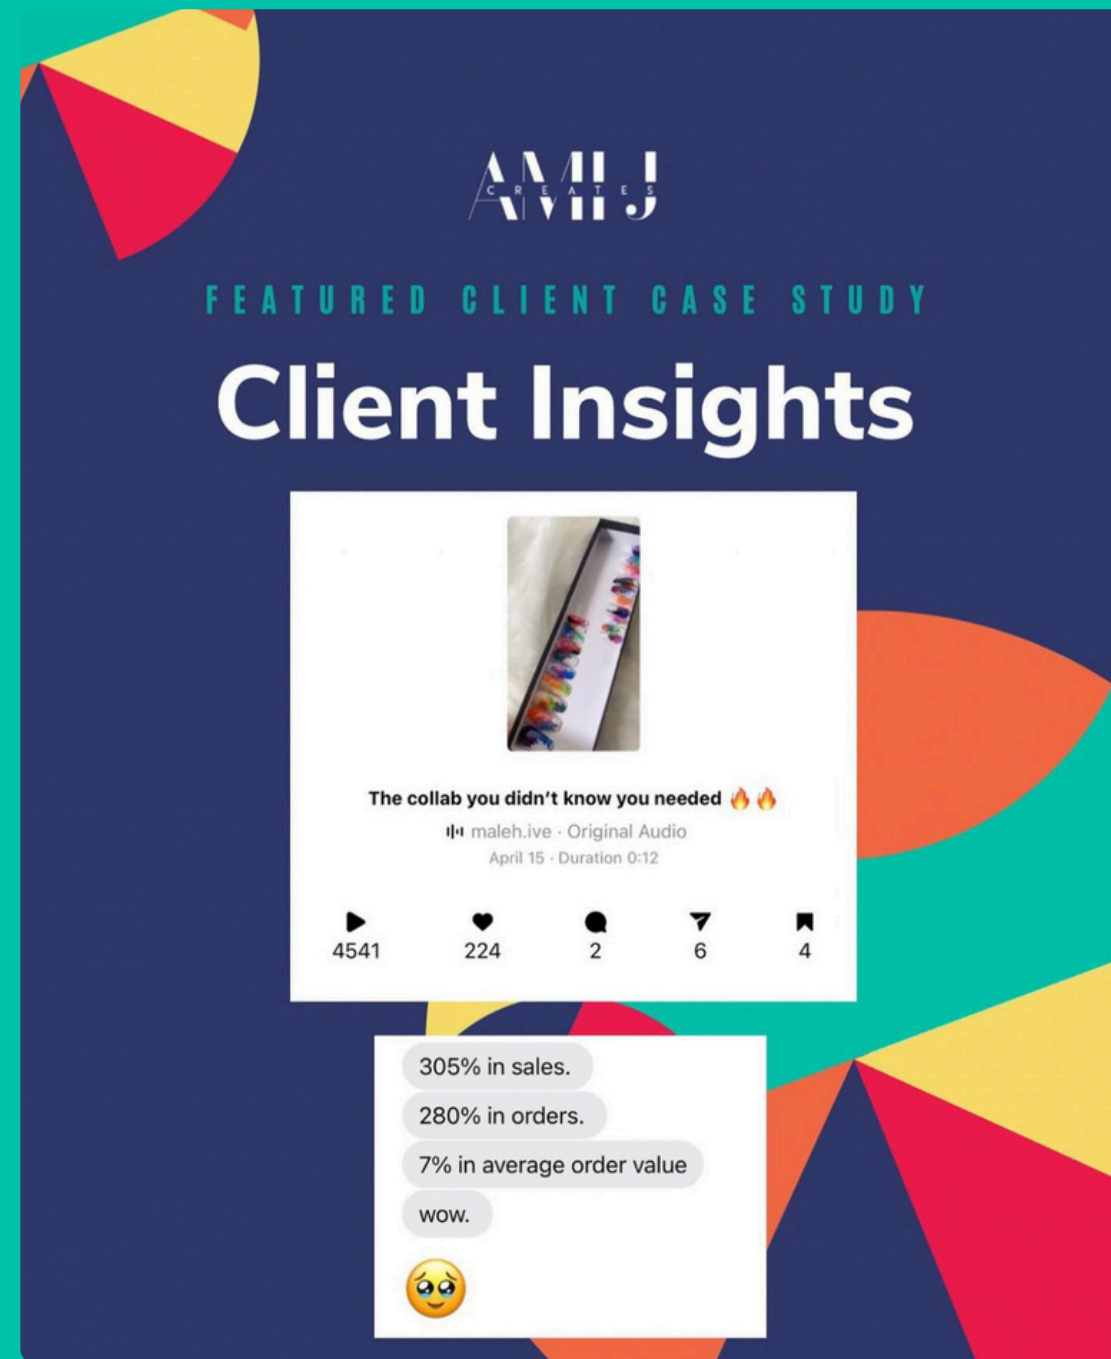 AMI J
CREATES
FEATURED CLIENT CASE STUDY
Client Insights
The collab you didn’t know you needed 🔥🔥
maleh.ive · Original Audio
April 15 · Duration 0:12
4541 224 2 6 4
305% in sales.
280% in orders.
7% in average order value
wow.
🥹